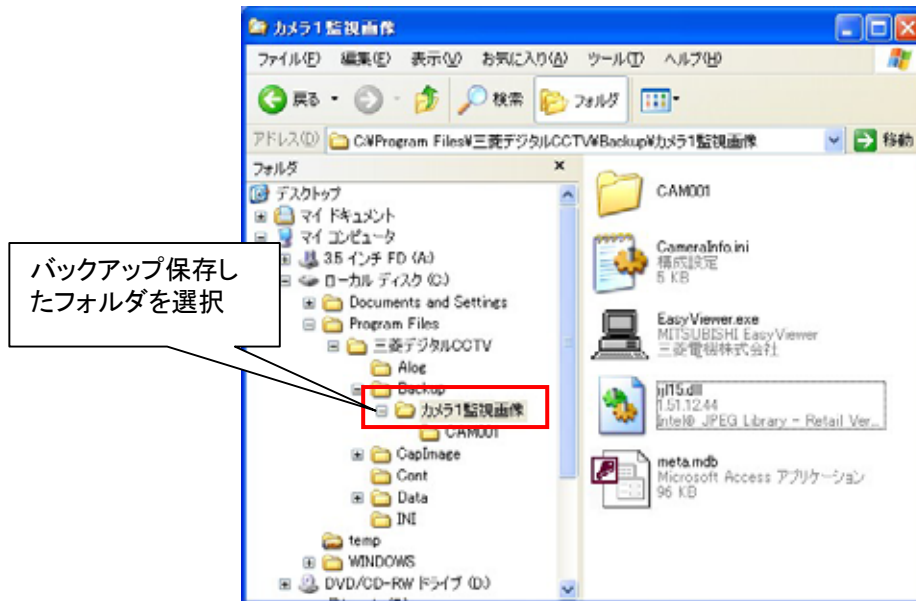 カメラ1監視画像
ファイル(F) 編集(E) 表示(V) お気に入り(A) ツール(T) ヘルプ(H)
戻る 検索 フォルダ
アドレス(D) C:¥Program Files¥三菱デジタルCCTV¥Backup¥カメラ1監視画像 移動
フォルダ ×
デスクトップ
マイ ドキュメント
マイ コンピュータ
3.5 インチ FD (A:)
ローカル ディスク (C:)
Documents and Settings
Program Files
三菱デジタルCCTV
Alog
Backup
カメラ1監視画像
CAM001
CapImage
Cont
Data
INI
temp
WINDOWS
DVD/CD-RW ドライブ (D:)
バックアップ保存し
たフォルダを選択
CAM001
CameraInfo.ini
構成設定
5 KB
EasyViewer.exe
MITSUBISHI EasyViewer
三菱電機株式会社
ijl15.dll
1.51.12.44
Intel® JPEG Library - Retail Ver...
meta.mdb
Microsoft Access アプリケーション
96 KB